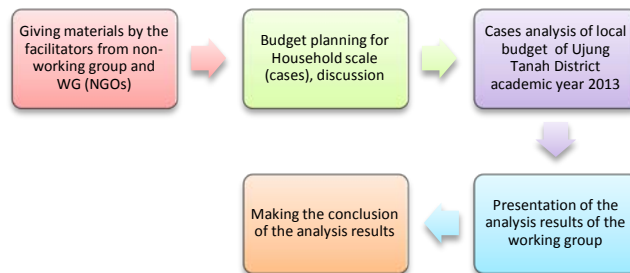 Giving materials by the
facilitators from non-
working group and
WG (NGOs)
Budget planning for
Household scale
(cases), discussion
Cases analysis of local
budget of Ujung
Tanah District
academic year 2013
Presentation of the
analysis results of the
working group
Making the conclusion
of the analysis results